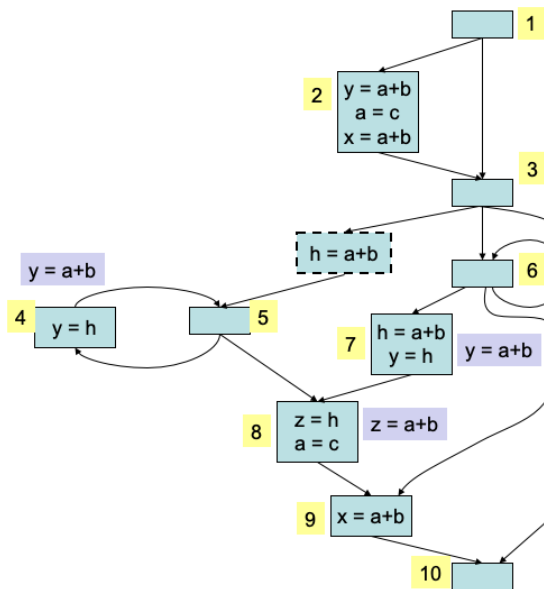 1
2
y = a+b
a = c
x = a+b
3
h = a+b
y = a+b
6
4
y = h
5
7
h = a+b
y = h
y = a+b
8
z = h
a = c
z = a+b
9
x = a+b
10